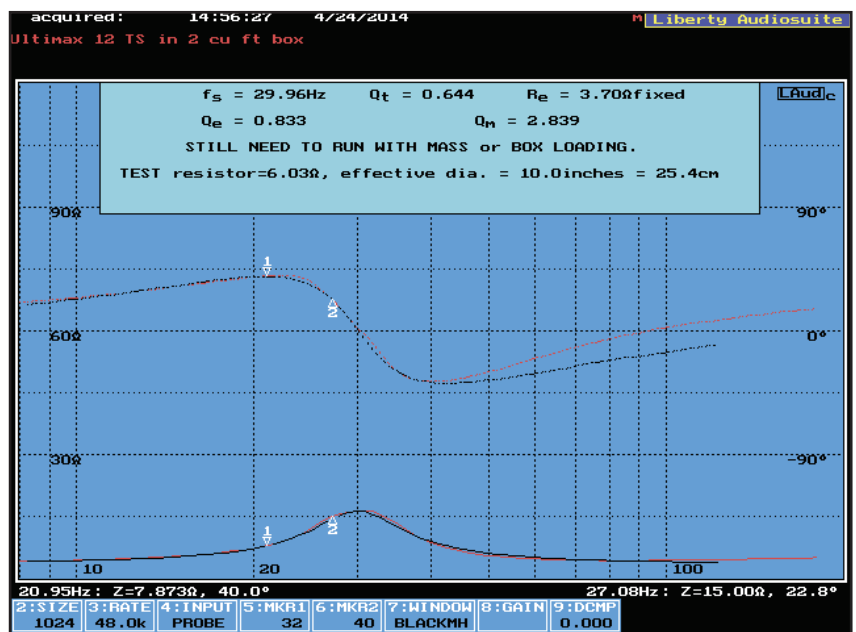 acquired: 14:56:27 4/24/2014 M Liberty Audiosuite
Ultimax 12 TS in 2 cu ft box
fs = 29.96Hz Qt = 0.644 Re = 3.70Ωfixed LAudc
Qe = 0.833 Qm = 2.839
STILL NEED TO RUN WITH MASS or BOX LOADING.
TEST resistor=6.03Ω, effective dia. = 10.0inches = 25.4cm
90Ω 90°
1
2
60Ω 0°
30Ω -90°
1
2
10 20 100
20.95Hz: Z=7.873Ω, 40.0° 27.08Hz: Z=15.00Ω, 22.8°
2:SIZE 3:RATE 4:INPUT 5:MKR1 6:MKR2 7:WINDOW 8:GAIN 9:DCMP
1024 48.0k PROBE 32 40 BLACKMH 0.000